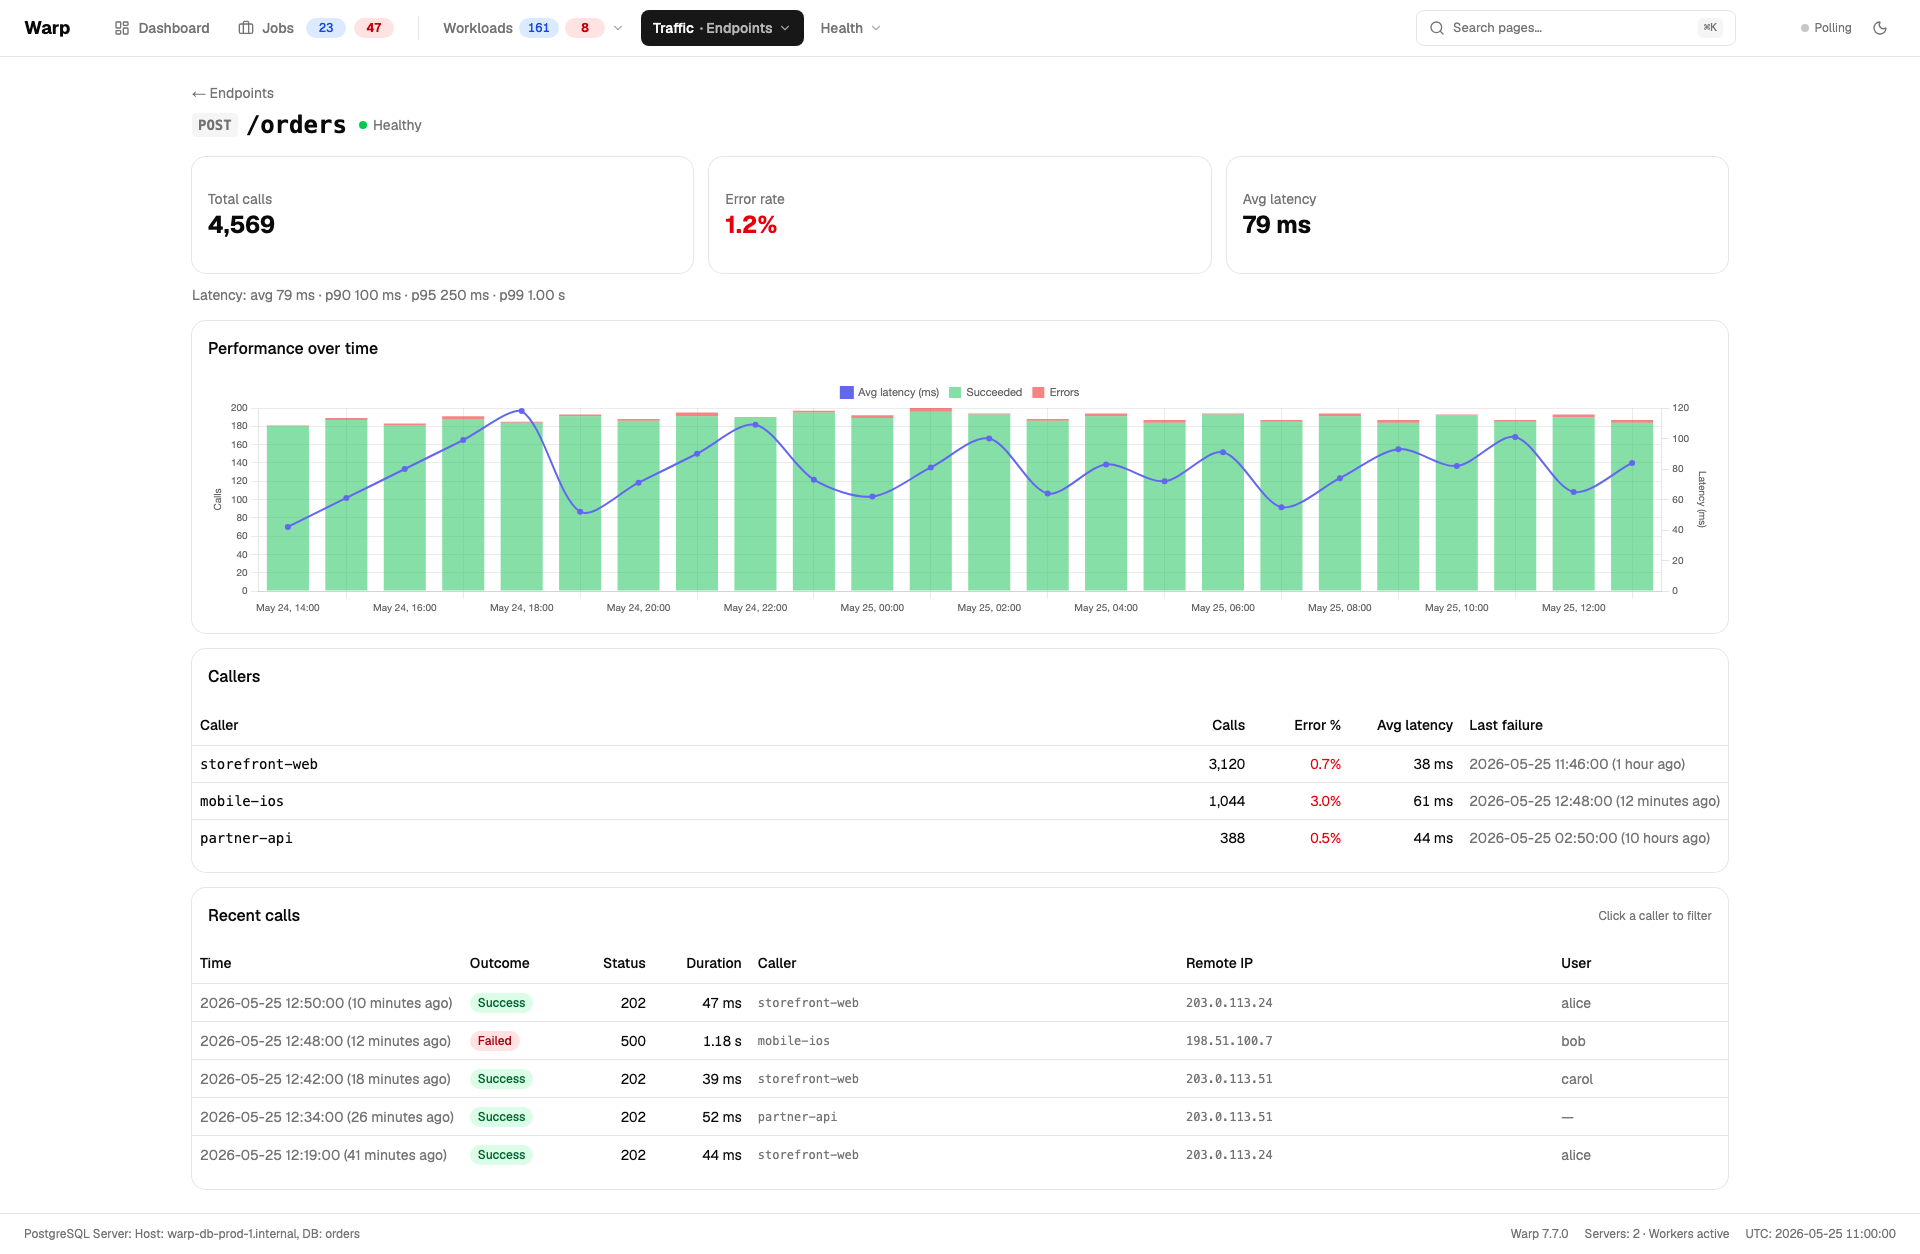 Warp
Dashboard
Jobs 23 47
Workloads 161 8
Traffic · Endpoints
Health
Search pages... ⌘K
Polling
← Endpoints
POST /orders Healthy
Total calls
4,569
Error rate
1.2%
Avg latency
79 ms
Latency: avg 79 ms · p90 100 ms · p95 250 ms · p99 1.00 s
Performance over time
Avg latency (ms) Succeeded Errors
Calls
200
180
160
140
120
100
80
60
40
20
0
120
100
80
60
40
20
0
Latency (ms)
May 24, 14:00 May 24, 16:00 May 24, 18:00 May 24, 20:00 May 24, 22:00 May 25, 00:00 May 25, 02:00 May 25, 04:00 May 25, 06:00 May 25, 08:00 May 25, 10:00 May 25, 12:00
Callers
Caller Calls Error % Avg latency Last failure
storefront-web 3,120 0.7% 38 ms 2026-05-25 11:46:00 (1 hour ago)
mobile-ios 1,044 3.0% 61 ms 2026-05-25 12:48:00 (12 minutes ago)
partner-api 388 0.5% 44 ms 2026-05-25 02:50:00 (10 hours ago)
Recent calls
Click a caller to filter
Time Outcome Status Duration Caller Remote IP User
2026-05-25 12:50:00 (10 minutes ago) Success 202 47 ms storefront-web 203.0.113.24 alice
2026-05-25 12:48:00 (12 minutes ago) Failed 500 1.18 s mobile-ios 198.51.100.7 bob
2026-05-25 12:42:00 (18 minutes ago) Success 202 39 ms storefront-web 203.0.113.51 carol
2026-05-25 12:34:00 (26 minutes ago) Success 202 52 ms partner-api 203.0.113.51 —
2026-05-25 12:19:00 (41 minutes ago) Success 202 44 ms storefront-web 203.0.113.24 alice
PostgreSQL Server: Host: warp-db-prod-1.internal, DB: orders
Warp 7.7.0 Servers: 2 · Workers active UTC: 2026-05-25 11:00:00